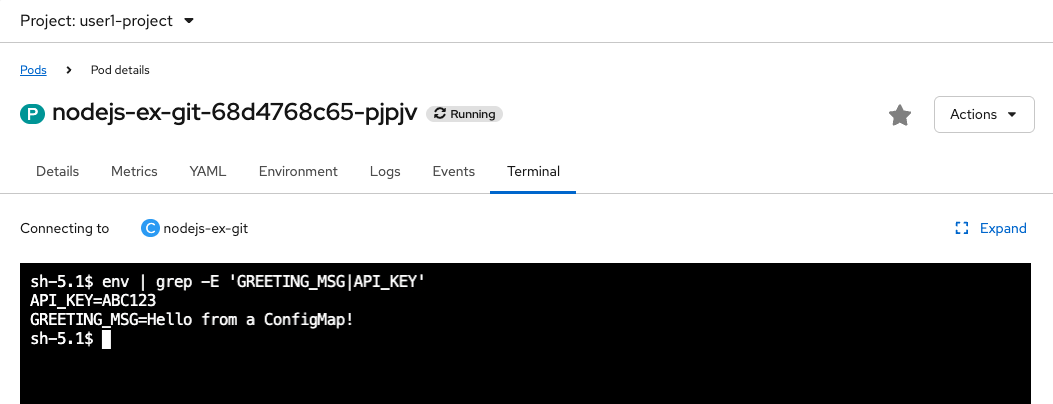 Project: user1-project
Pods > Pod details
P nodejs-ex-git-68d4768c65-pjpjv Running
Actions
Details Metrics YAML Environment Logs Events Terminal
Connecting to C nodejs-ex-git Expand
sh-5.1$ env | grep -E 'GREETING_MSG|API_KEY'
API_KEY=ABC123
GREETING_MSG=Hello from a ConfigMap!
sh-5.1$